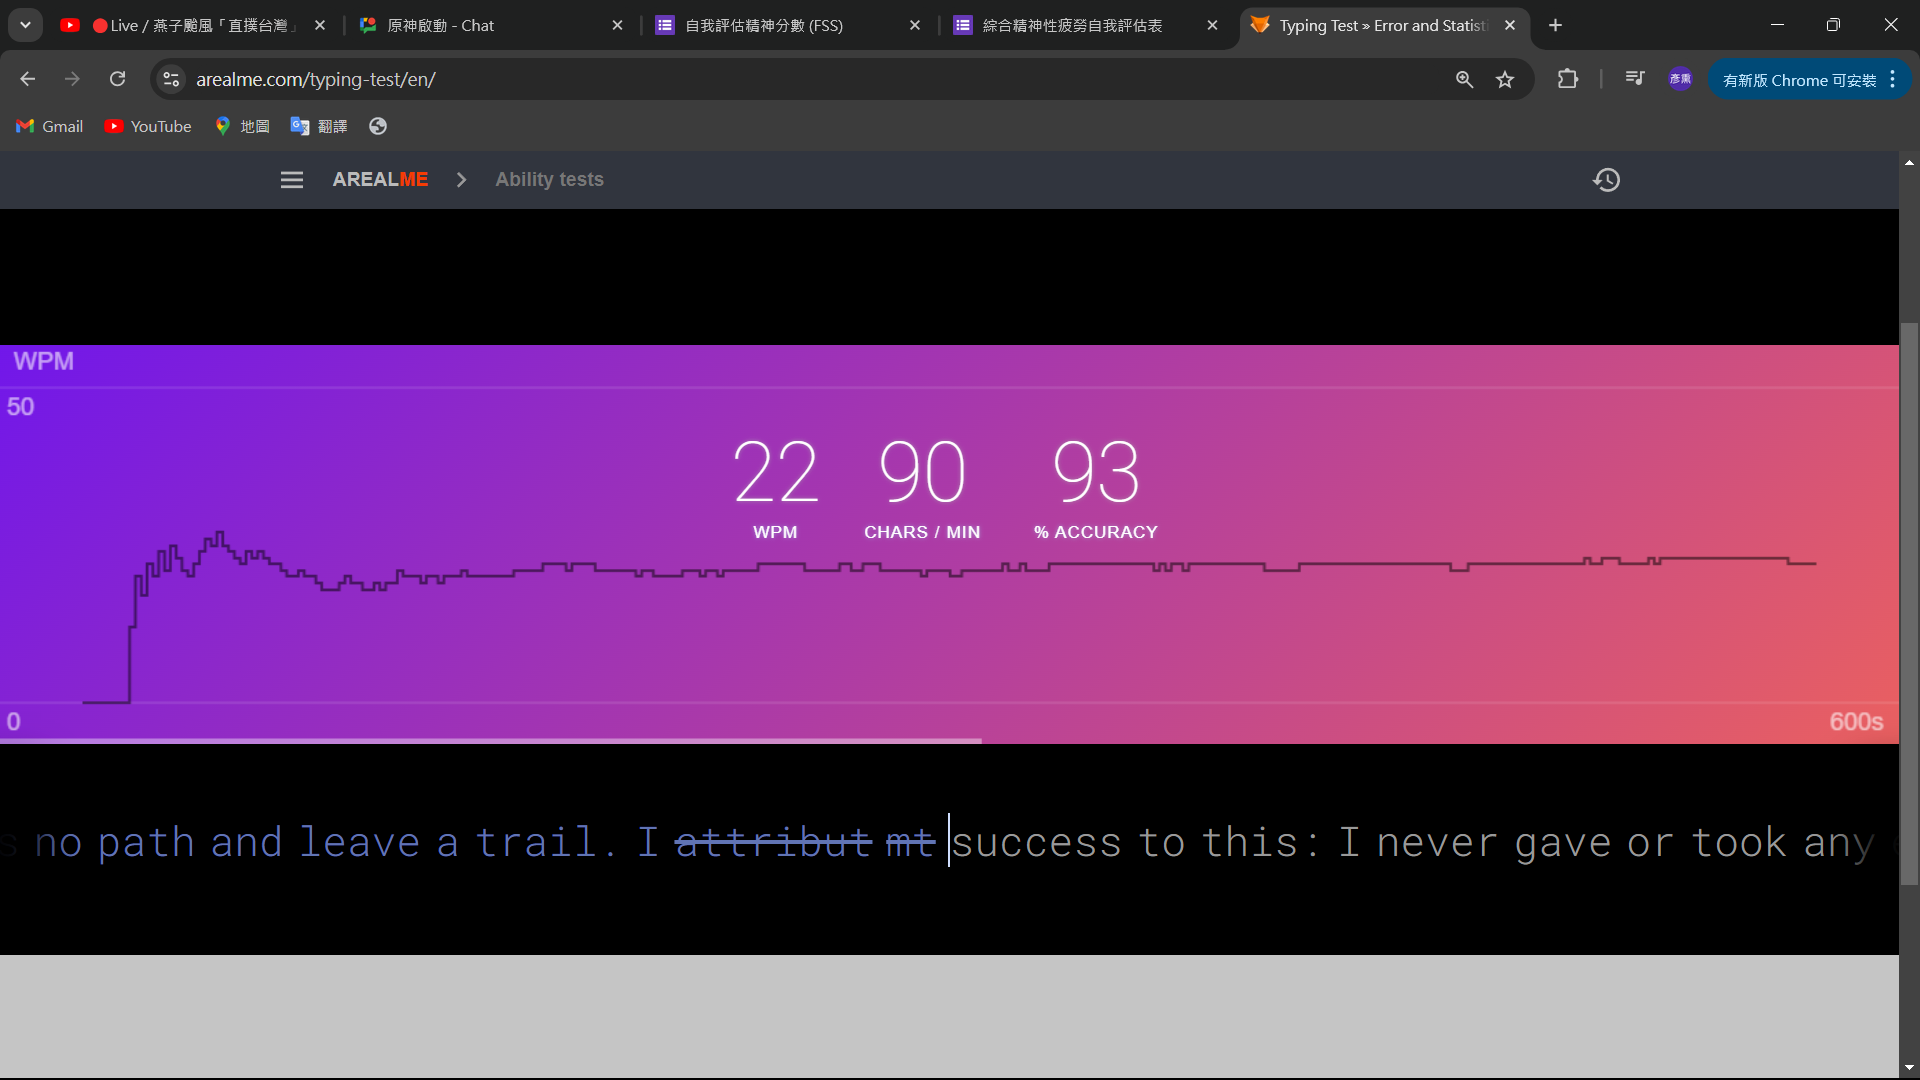 Live / 燕子颱風「直撲台灣」
原神啟動 - Chat
自我評估精神分數 (FSS)
綜合精神性疲勞自我評估表
Typing Test » Error and Statisti
arealme.com/typing-test/en/
彥熏
有新版 Chrome 可安裝
Gmail
YouTube
地圖
翻譯
AREALME
Ability tests
WPM
50
22 90 93
WPM CHARS / MIN % ACCURACY
0
600s
s no path and leave a trail. I attribut mt success to this: I never gave or took any